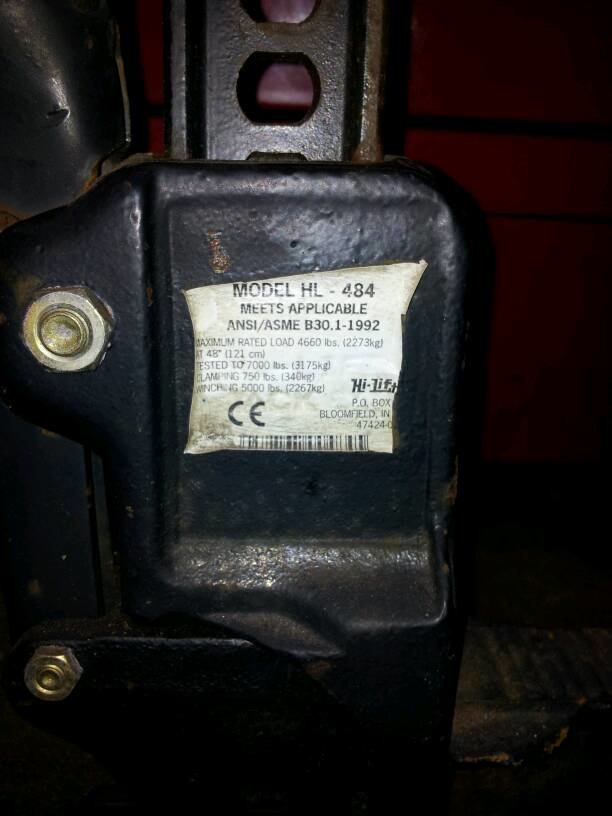 MODEL HL - 484
MEETS APPLICABLE
ANSI/ASME B30.1-1992
MAXIMUM RATED LOAD 4660 lbs. (2273kg)
AT 48" (121 cm)
TESTED TO 7000 lbs. (3175kg)
CLAMPING 750 lbs. (340kg)
WINCHING 5000 lbs. (2267kg)
Hi-Lift
P.O. BOX
BLOOMFIELD, IN
47424-0
CE